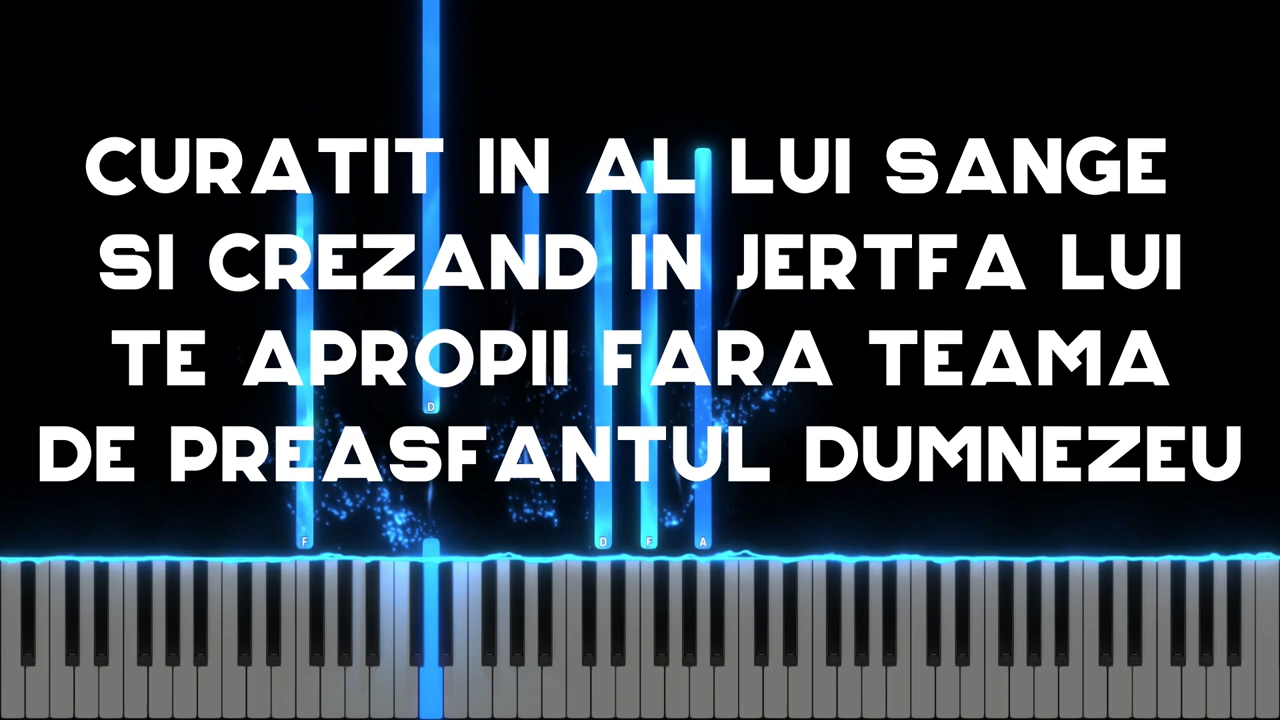 CURATIT IN AL LUI SANGE
SI CREZAND IN JERTFA LUI
TE APROPII FARA TEAMA
DE PREASFANTUL DUMNEZEU
D
F D F A